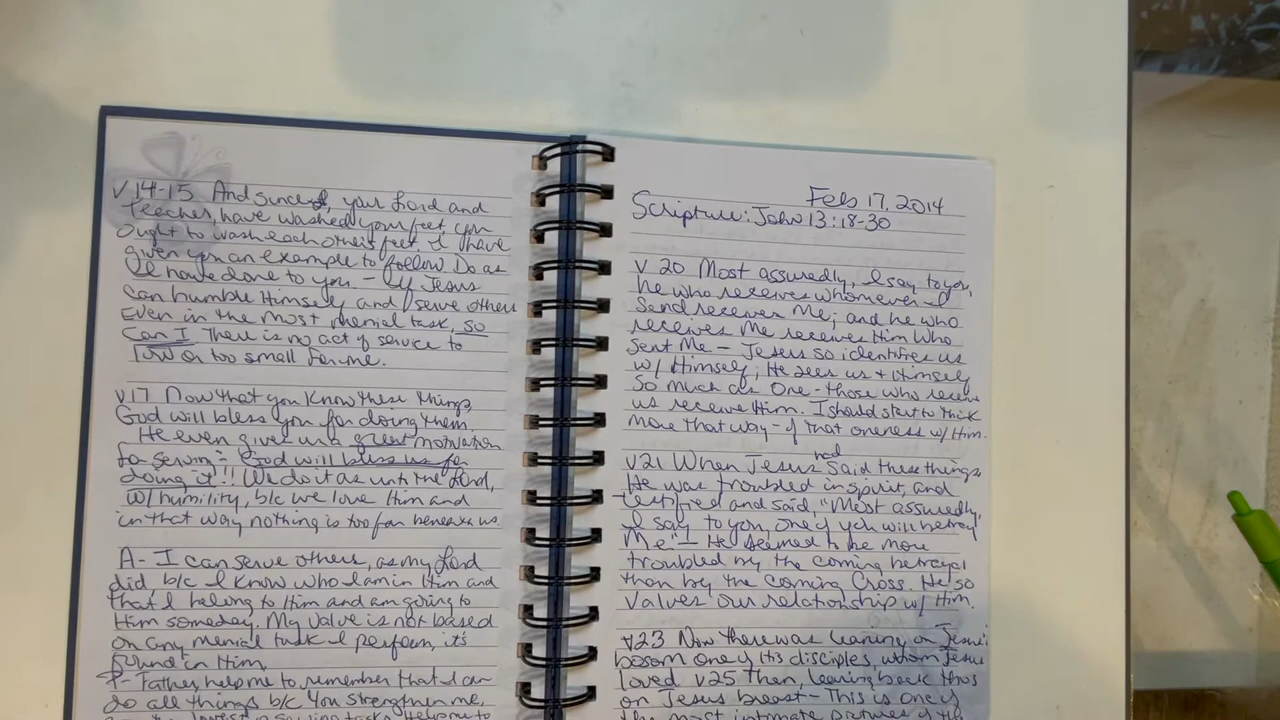 V 14-15 And since I, your Lord and
Teacher, have washed your feet, you
ought to wash each other's feet. I have
given you an example to follow Do as
I have done to you - If Jesus
can humble Himself and serve others
Even in the most menial task, so
Can I There is no act of service to
low or too small for me.
V17 Now that you know these things,
God will bless you for doing them.
He even gives us a great motivation
for serving: God will bless us for
doing it!! We do it as unto the Lord,
w/ humility, b/c we love Him and
in that way nothing is too far beneath us
A- I can serve others, as my Lord
did, b/c I know who I am in Him and
that I belong to Him and am going to
Him someday. My value is not based
on any menial task I perform, it's
found in Him,
P- Father, help me to remember that I can
do all things b/c You strengthen me,
Feb 17, 2014
Scripture: John 13:18-30
V 20 Most assuredly, I say to you,
he who receives whomever I
send receives Me; and he who
receives Me receives Him Who
Sent Me - Jesus so identifies us
w/ Himself; He sees us + Himself
so much as One - those who receive
us receive Him. I should start to think
more that way - of that oneness w/ Him.
V21 When Jesus had said these things
He was troubled in spirit, and
testified and said, "Most assuredly
I say to you, one of you will betray
Me" - He seemed to be more
troubled by the coming betrayal
than by the coming Cross. He so
values our relationship w/ Him.
V23 Now there was leaning on Jesus'
bosom one of His disciples, whom Jesus
loved v25 Then, leaning back thus
on Jesus breast - This is one of
the most intimate pictures of the